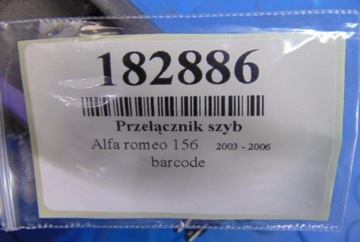 182886
Przełącznik szyb
Alfa romeo 156 2003 - 2006
barcode